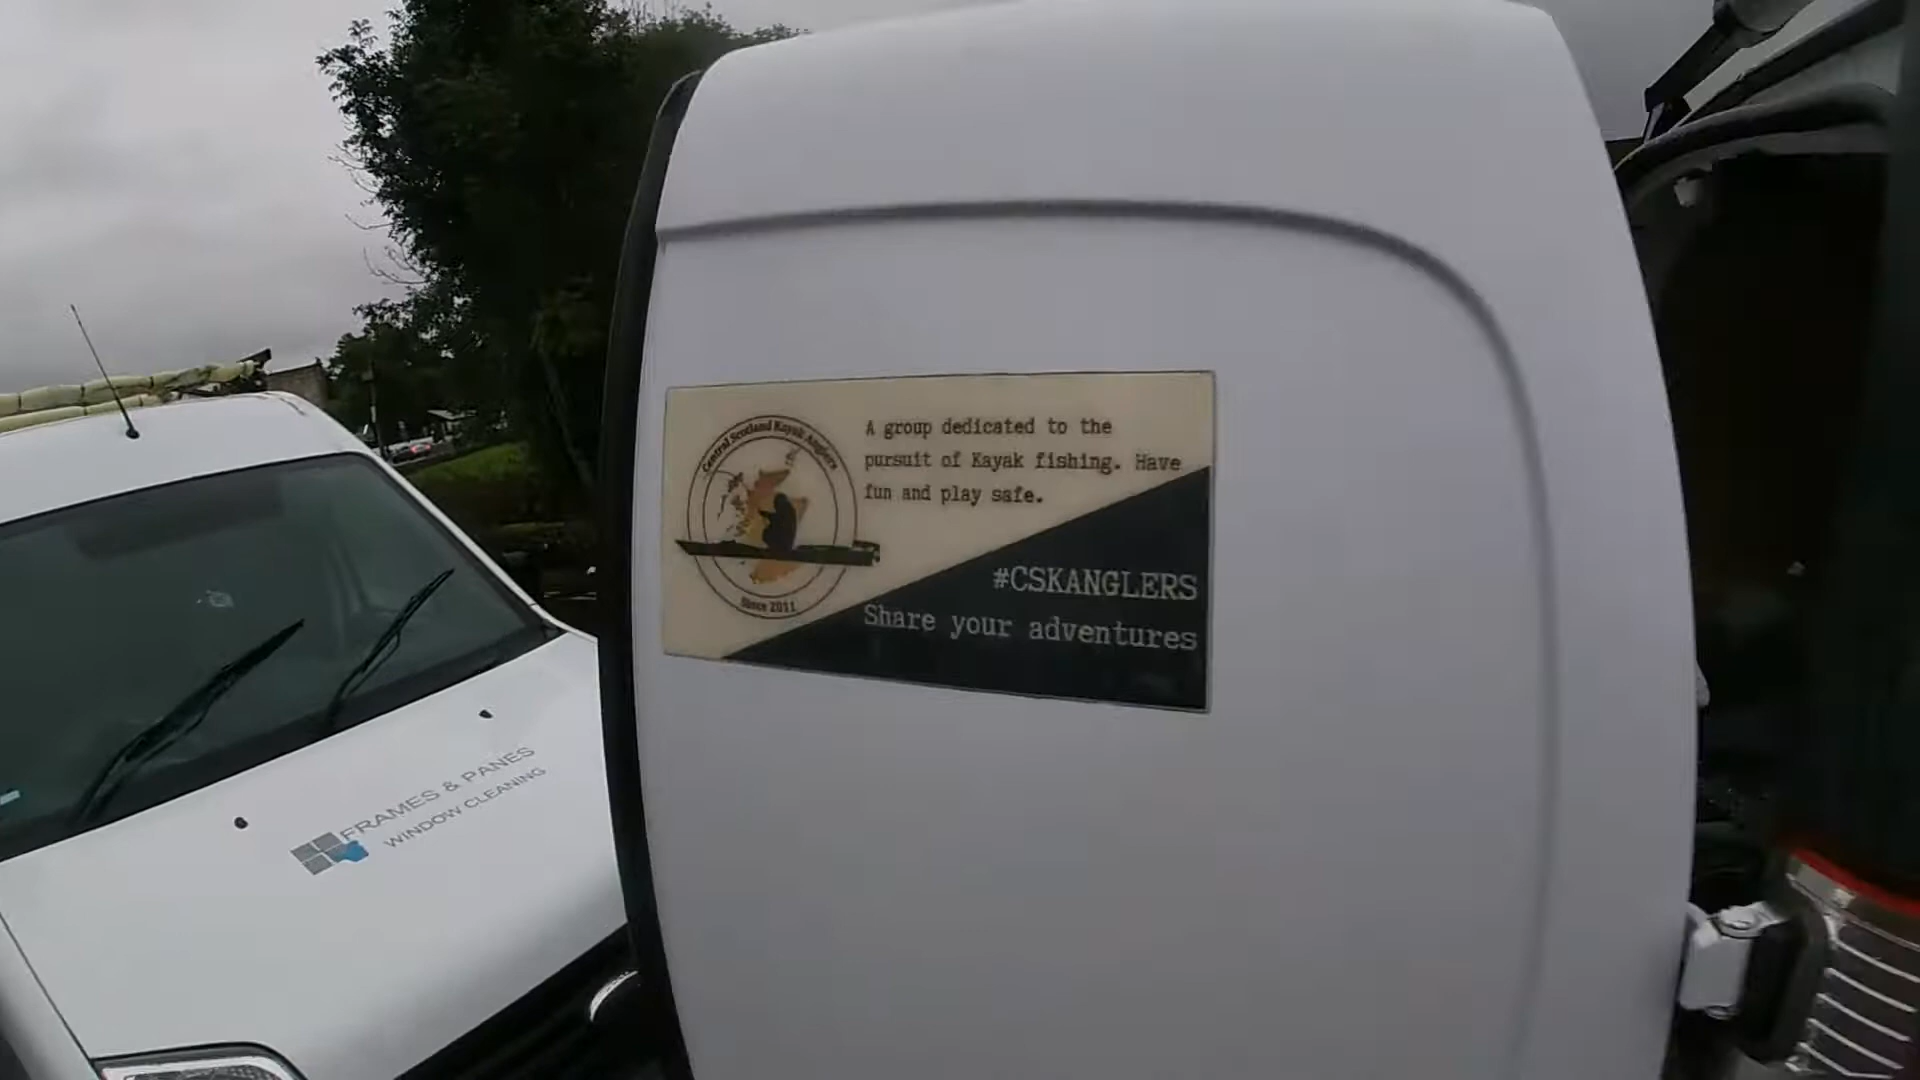 Central Scotland Kayak Anglers
Since 2011
A group dedicated to the
pursuit of Kayak fishing. Have
fun and play safe.
#CSKANGLERS
Share your adventures
FRAMES & PANES
WINDOW CLEANING